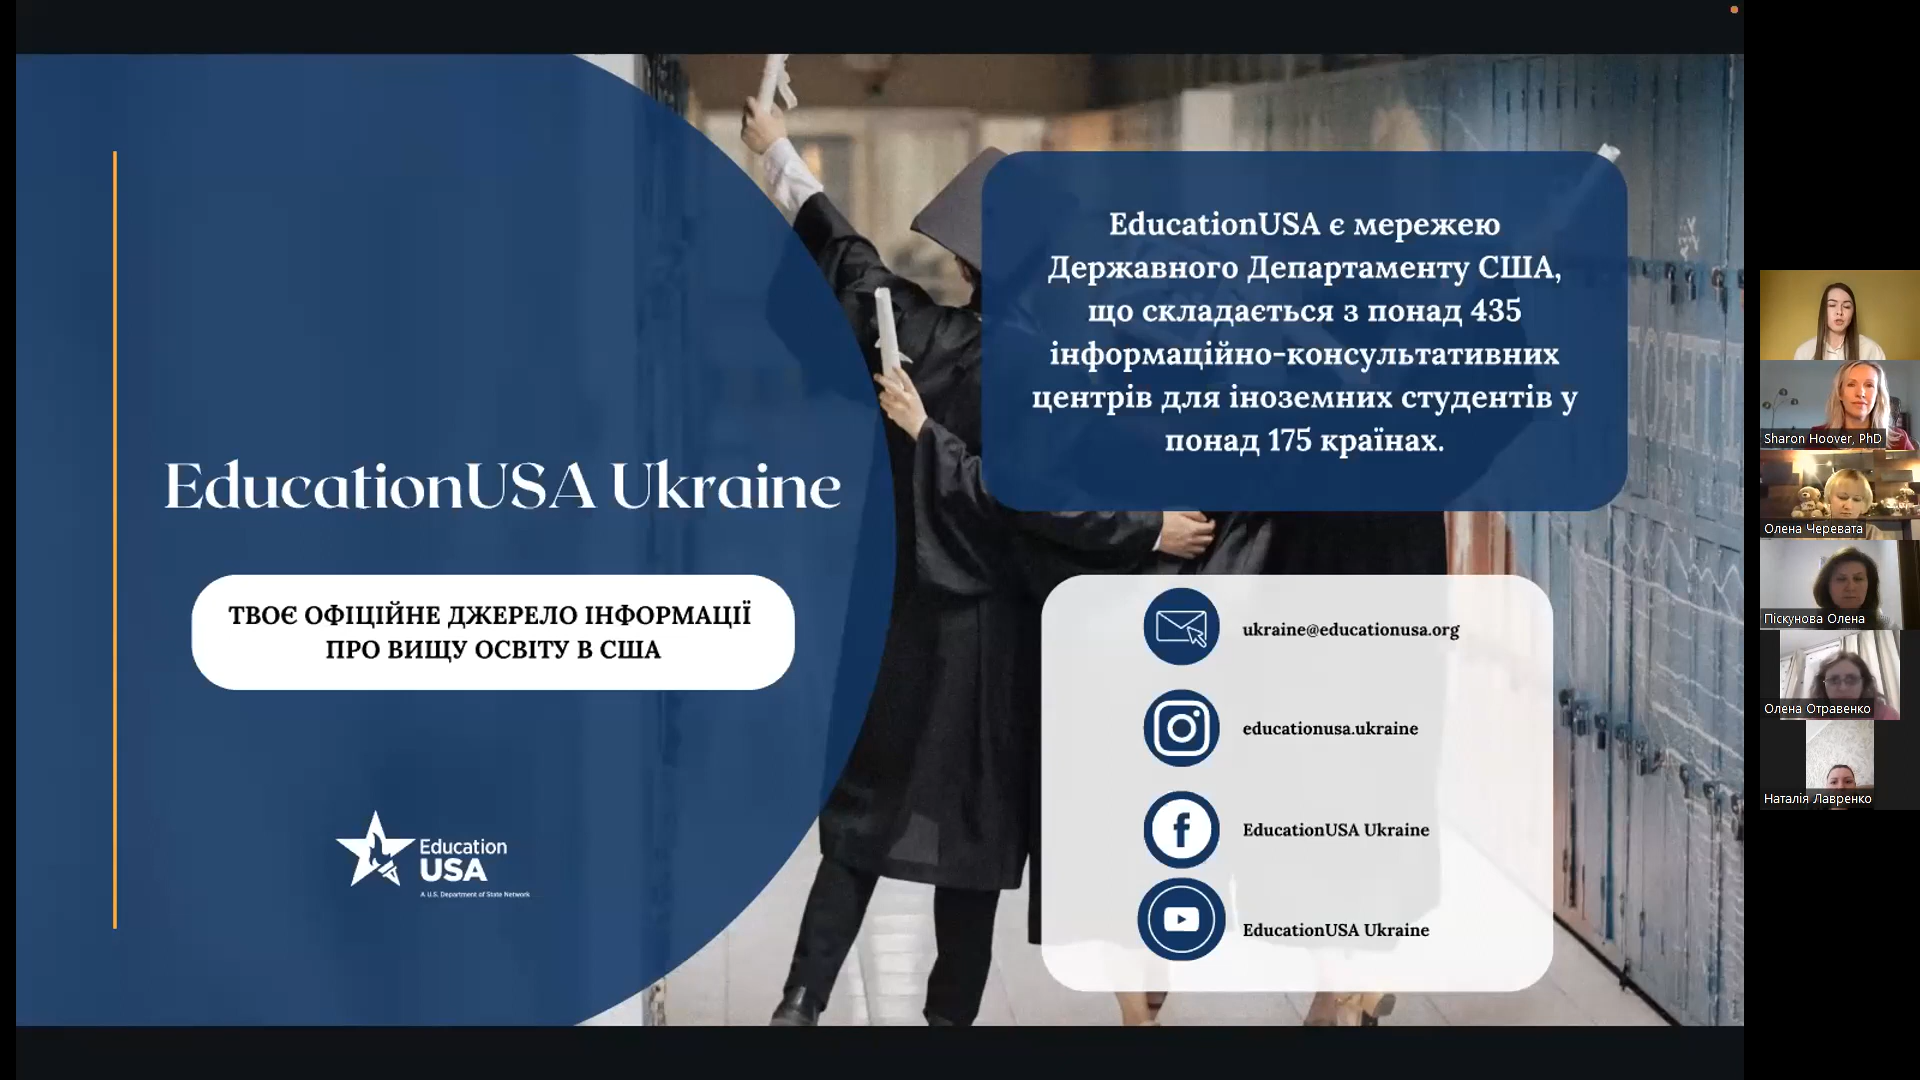 EducationUSA Ukraine
ТВОЄ ОФІЦІЙНЕ ДЖЕРЕЛО ІНФОРМАЦІЇ
ПРО ВИЩУ ОСВІТУ В США
Education
USA
A U.S. Department of State Network
EducationUSA є мережею
Державного Департаменту США,
що складається з понад 435
інформаційно-консультативних
центрів для іноземних студентів у
понад 175 країнах.
ukraine@educationusa.org
educationusa.ukraine
EducationUSA Ukraine
EducationUSA Ukraine
Sharon Hoover, PhD
Олена Черевата
Піскунова Олена
Олена Отравенко
Наталія Лавренко